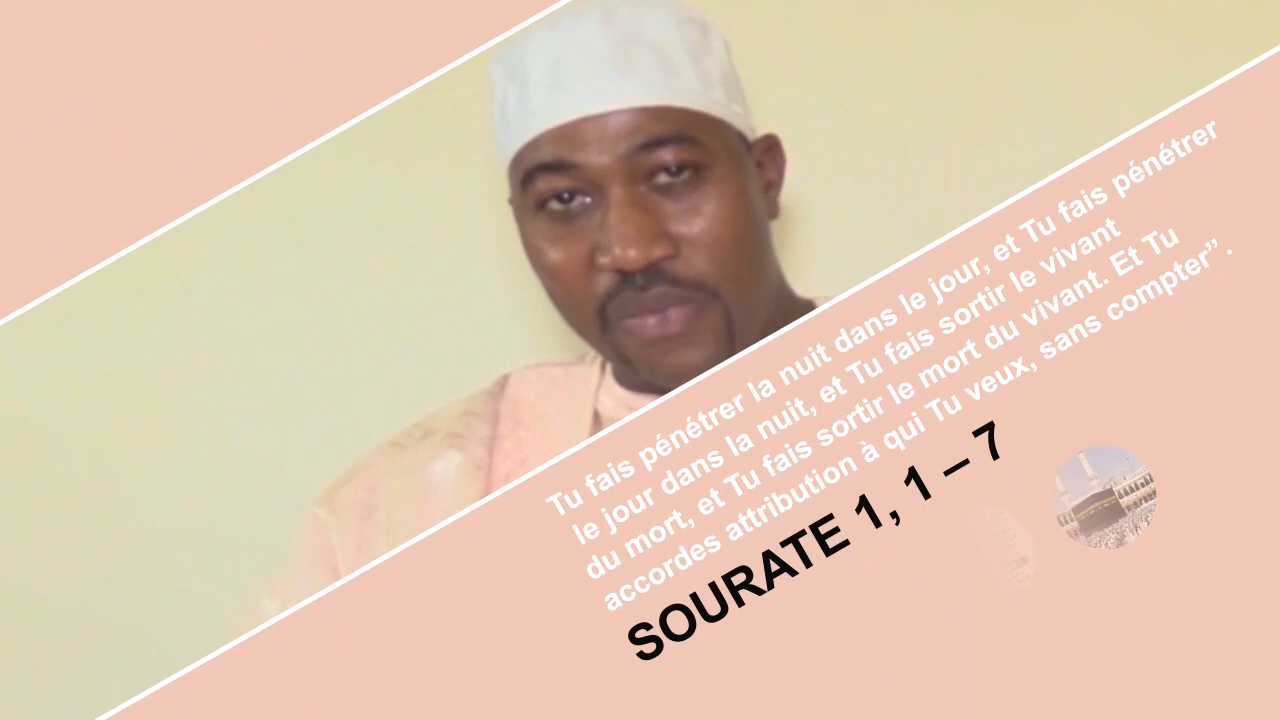 Tu fais pénétrer la nuit dans le jour, et Tu fais pénétrer
le jour dans la nuit, et Tu fais sortir le vivant
du mort, et Tu fais sortir le mort du vivant. Et Tu
accordes attribution à qui Tu veux, sans compter” .
SOURATE 1, 1 – 7